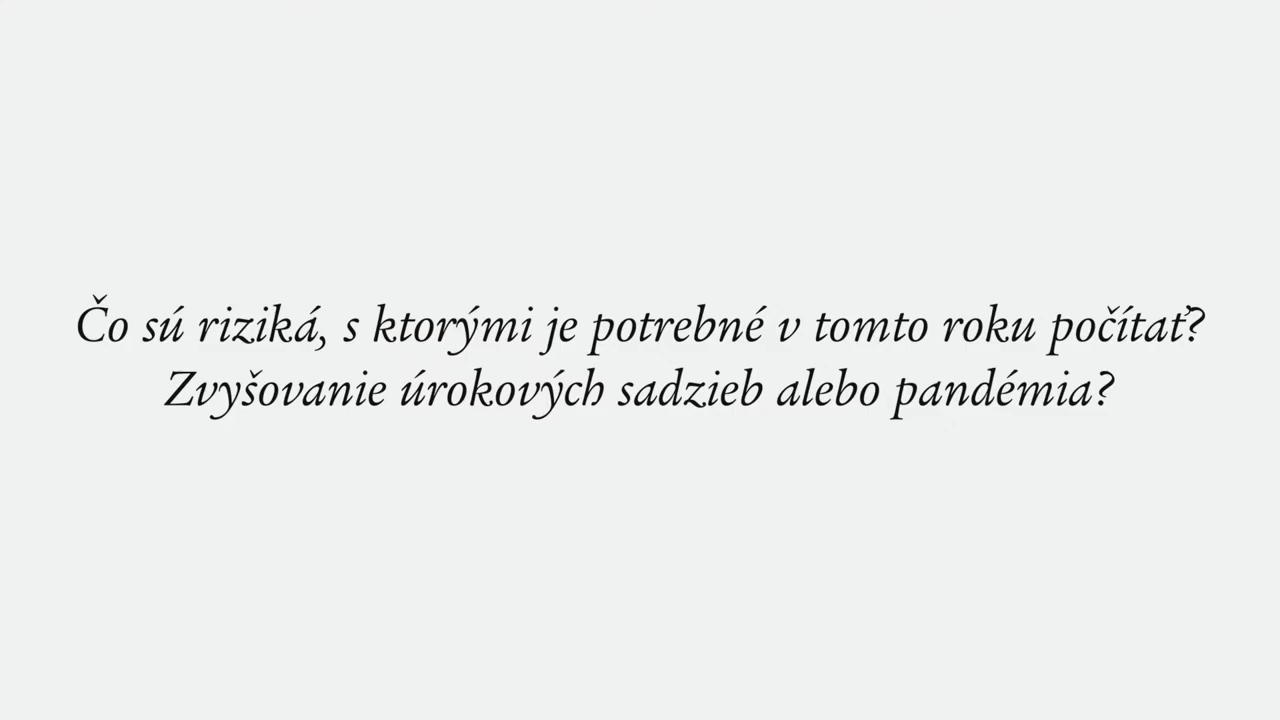 Čo sú riziká, s ktorými je potrebné v tomto roku počítať?
Zvyšovanie úrokových sadzieb alebo pandémia?